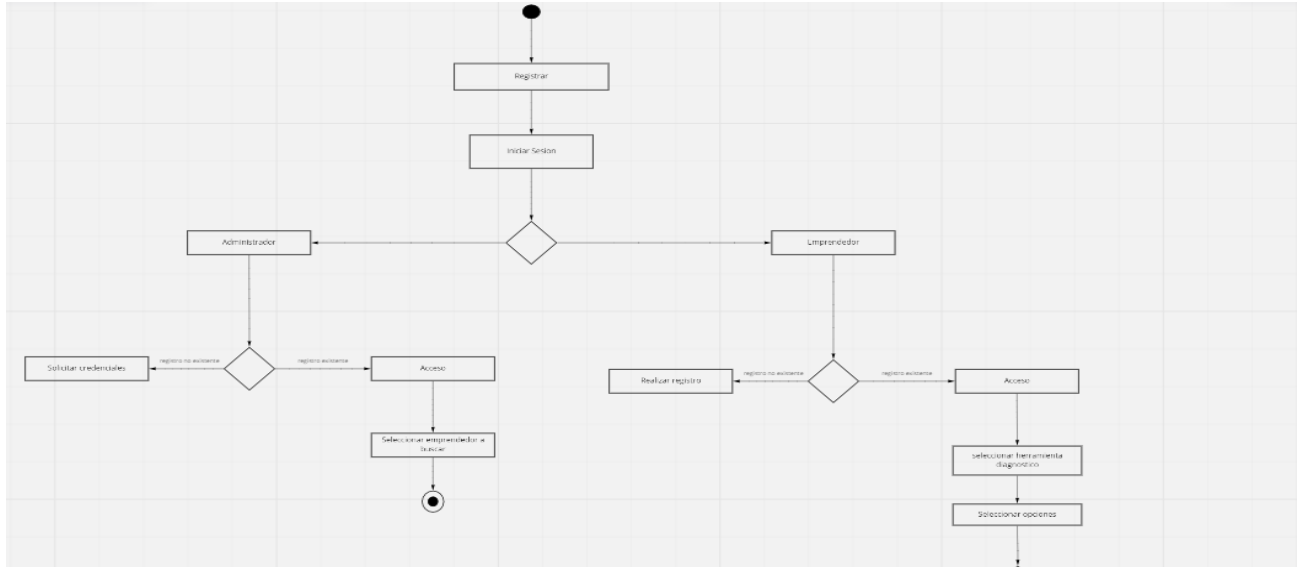 Registrar
Iniciar Sesion
Administrador
Emprendedor
Solicitar credenciales
registro no existente
registro existente
Acceso
Realizar registro
registro no existente
registro existente
Acceso
Seleccionar emprendedor a
buscar
seleccionar herramienta
diagnostico
Seleccionar opciones